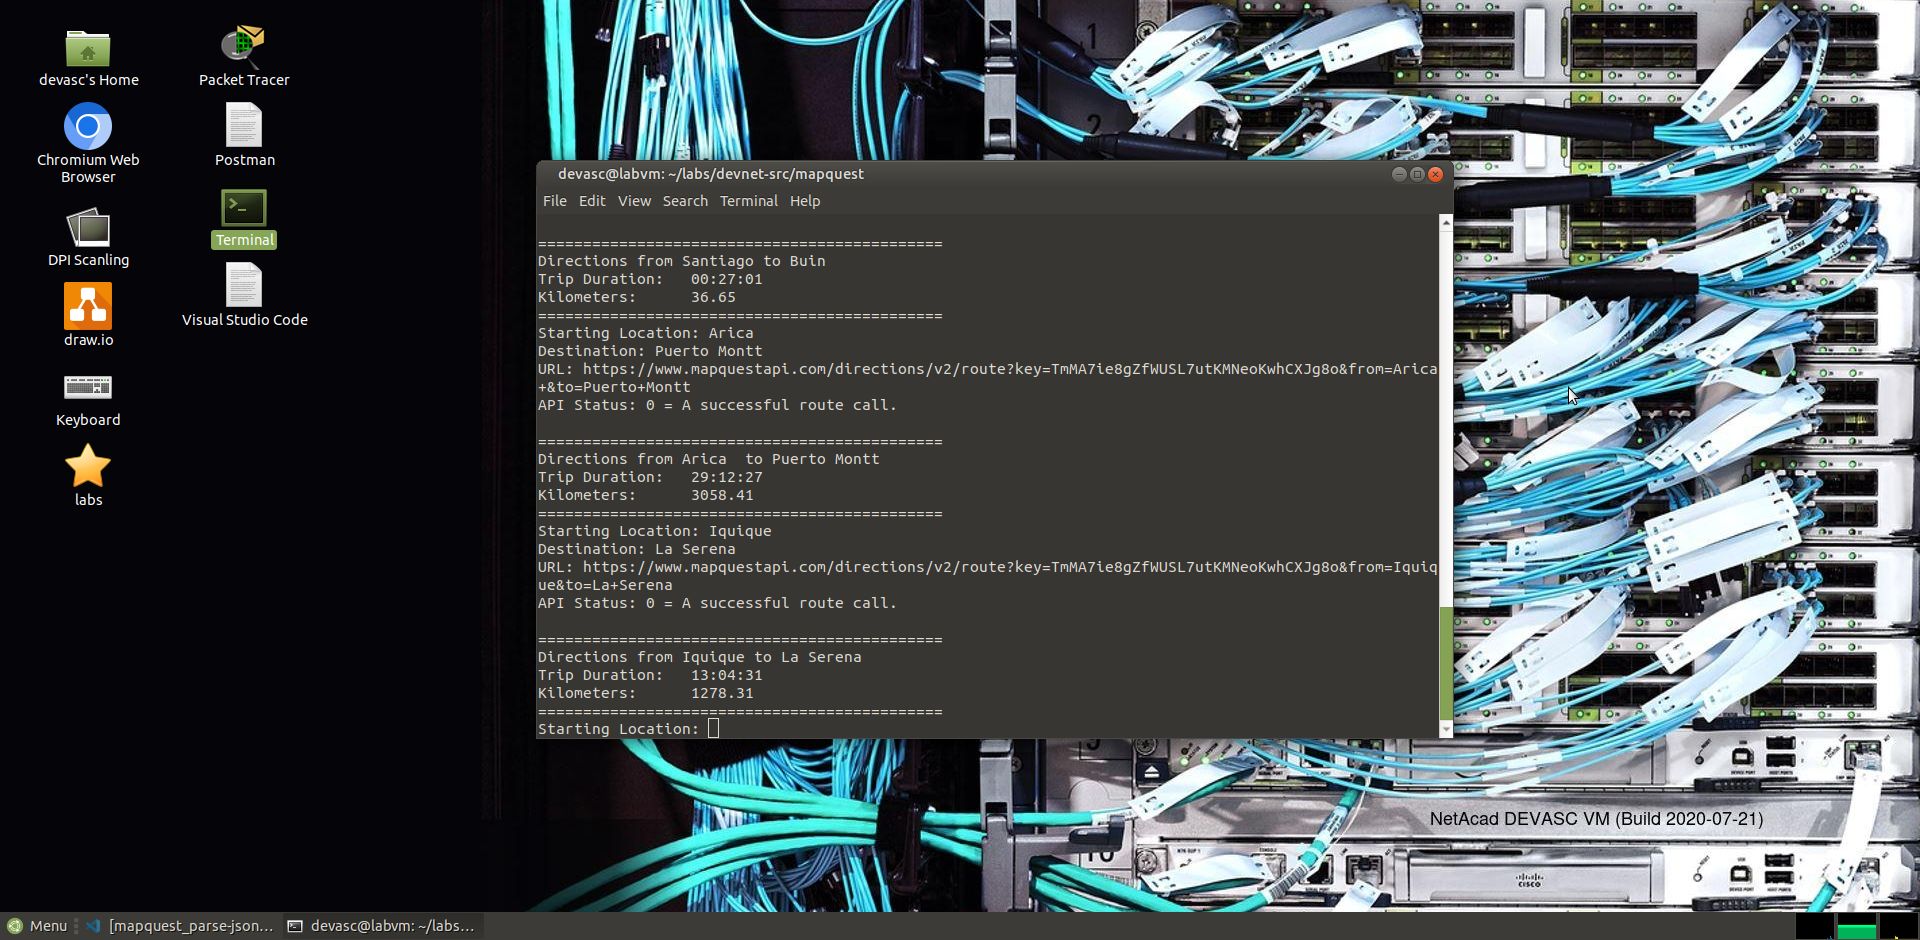 devasc's Home
Packet Tracer
Chromium Web
Browser
Postman
DPI Scanling
Terminal
draw.io
Visual Studio Code
Keyboard
labs
devasc@labvm: ~/labs/devnet-src/mapquest
File Edit View Search Terminal Help
============================================= 
Directions from Santiago to Buin
Trip Duration:   00:27:01
Kilometers:      36.65
=============================================
Starting Location: Arica
Destination: Puerto Montt
URL: https://www.mapquestapi.com/directions/v2/route?key=TmMA7ie8gZfWUSL7utKMNeoKwhCXJg8o&from=Arica
+&to=Puerto+Montt
API Status: 0 = A successful route call.
=============================================
Directions from Arica  to Puerto Montt
Trip Duration:   29:12:27
Kilometers:      3058.41
=============================================
Starting Location: Iquique
Destination: La Serena
URL: https://www.mapquestapi.com/directions/v2/route?key=TmMA7ie8gZfWUSL7utKMNeoKwhCXJg8o&from=Iquiq
ue&to=La+Serena
API Status: 0 = A successful route call.
=============================================
Directions from Iquique to La Serena
Trip Duration:   13:04:31
Kilometers:      1278.31
=============================================
Starting Location:
1
2
NetAcad DEVASC VM (Build 2020-07-21)
CISCO
Menu
[mapquest_parse-json...
devasc@labvm: ~/labs...